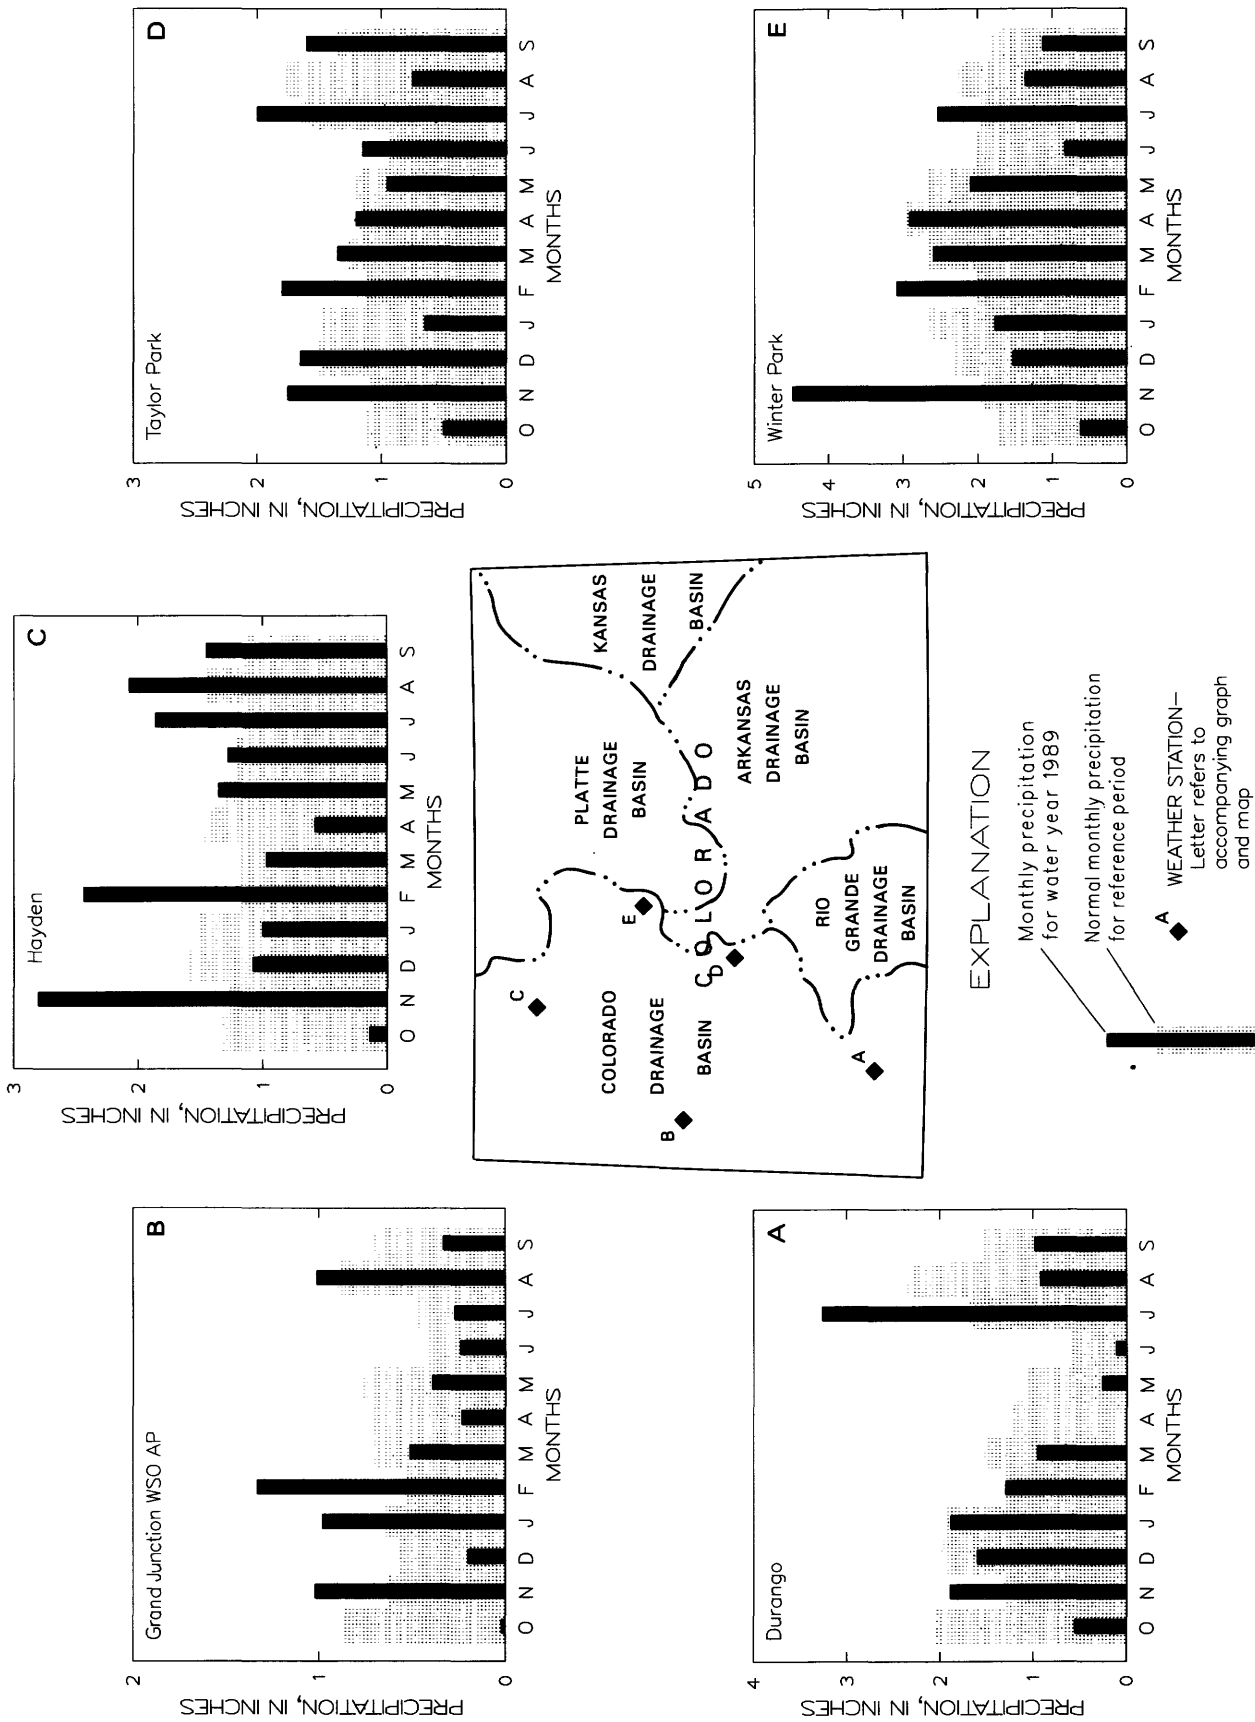 Grand Junction WSO AP
B
PRECIPITATION, IN INCHES
2
1
0
O N D J F M A M J J A S
MONTHS
Hayden
C
PRECIPITATION, IN INCHES
3
2
1
0
O N D J F M A M J J A S
MONTHS
Taylor Park
D
PRECIPITATION, IN INCHES
3
2
1
0
O N D J F M A M J J A S
MONTHS
Durango
A
PRECIPITATION, IN INCHES
4
3
2
1
0
O N D J F M A M J J A S
MONTHS
Winter Park
E
PRECIPITATION, IN INCHES
5
4
3
2
1
0
O N D J F M A M J J A S
MONTHS
C
B
E
D
A
COLORADO
DRAINAGE
BASIN
PLATTE
DRAINAGE
BASIN
KANSAS
DRAINAGE
BASIN
COLORADO
ARKANSAS
DRAINAGE
BASIN
RIO
GRANDE
DRAINAGE
BASIN
EXPLANATION
Monthly precipitation
for water year 1989
Normal monthly precipitation
for reference period
A
WEATHER STATION—
Letter refers to
accompanying graph
and map